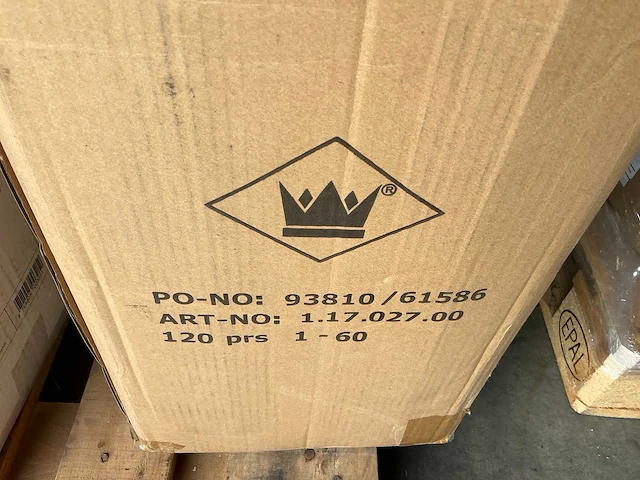 ®
PO-NO: 93810/61586
ART-NO: 1.17.027.00
120 prs 1-60
EPAL